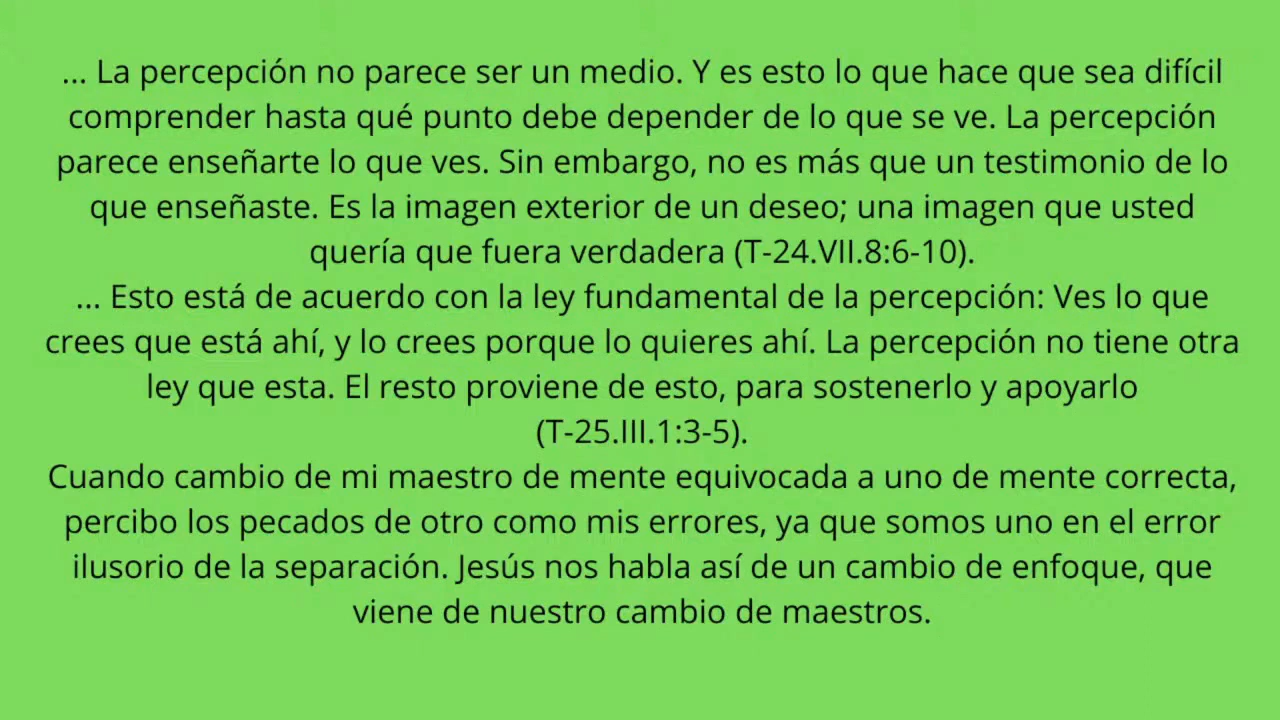 ... La percepción no parece ser un medio. Y es esto lo que hace que sea difícil
comprender hasta qué punto debe depender de lo que se ve. La percepción
parece enseñarte lo que ves. Sin embargo, no es más que un testimonio de lo
que enseñaste. Es la imagen exterior de un deseo; una imagen que usted
quería que fuera verdadera (T-24.VII.8:6-10).
... Esto está de acuerdo con la ley fundamental de la percepción: Ves lo que
crees que está ahí, y lo crees porque lo quieres ahí. La percepción no tiene otra
ley que esta. El resto proviene de esto, para sostenerlo y apoyarlo
(T-25.III.1:3-5).
Cuando cambio de mi maestro de mente equivocada a uno de mente correcta,
percibo los pecados de otro como mis errores, ya que somos uno en el error
ilusorio de la separación. Jesús nos habla así de un cambio de enfoque, que
viene de nuestro cambio de maestros.